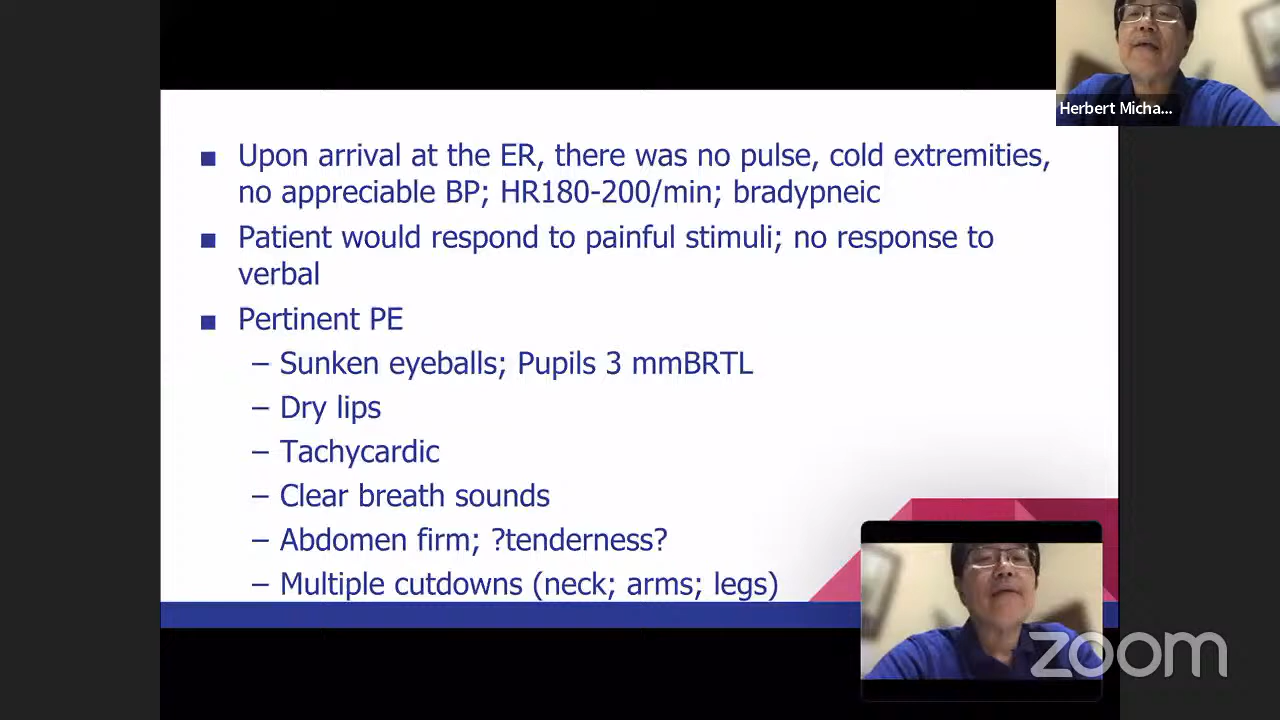 Herbert Micha...
■ Upon arrival at the ER, there was no pulse, cold extremities,
no appreciable BP; HR180-200/min; bradypneic
■ Patient would respond to painful stimuli; no response to
verbal
■ Pertinent PE
– Sunken eyeballs; Pupils 3 mmBRTL
– Dry lips
– Tachycardic
– Clear breath sounds
– Abdomen firm; ?tenderness?
– Multiple cutdowns (neck; arms; legs)
zoom